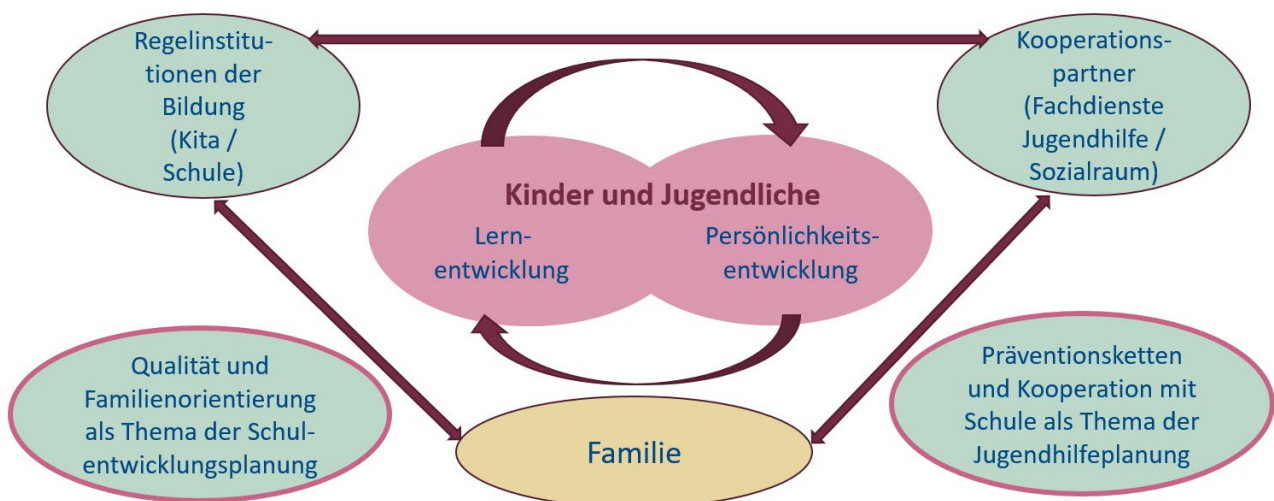 Regelinstitu-
tionen der
Bildung
(Kita /
Schule)
Kooperations-
partner
(Fachdienste
Jugendhilfe /
Sozialraum)
Kinder und Jugendliche
Lern-
entwicklung
Persönlichkeits-
entwicklung
Qualität und
Familienorientierung
als Thema der Schul-
entwicklungsplanung
Familie
Präventionsketten
und Kooperation mit
Schule als Thema der
Jugendhilfeplanung